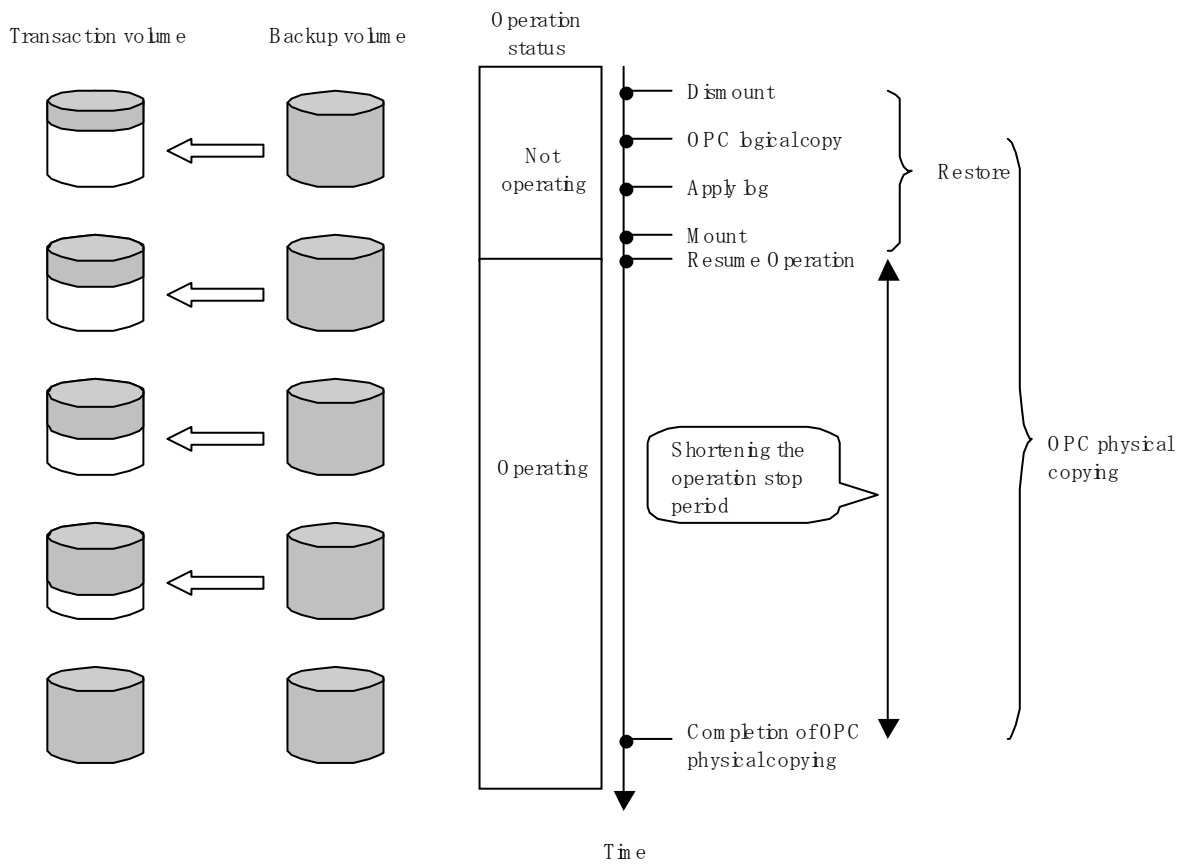 Transaction volume
Backup volume
Operation
status
Not
operating
Operating
Dismount
OPC logical copy
Apply log
Mount
Resume Operation
Restore
Shortening the
operation stop
period
OPC physical
copying
Completion of OPC
physical copying
Time